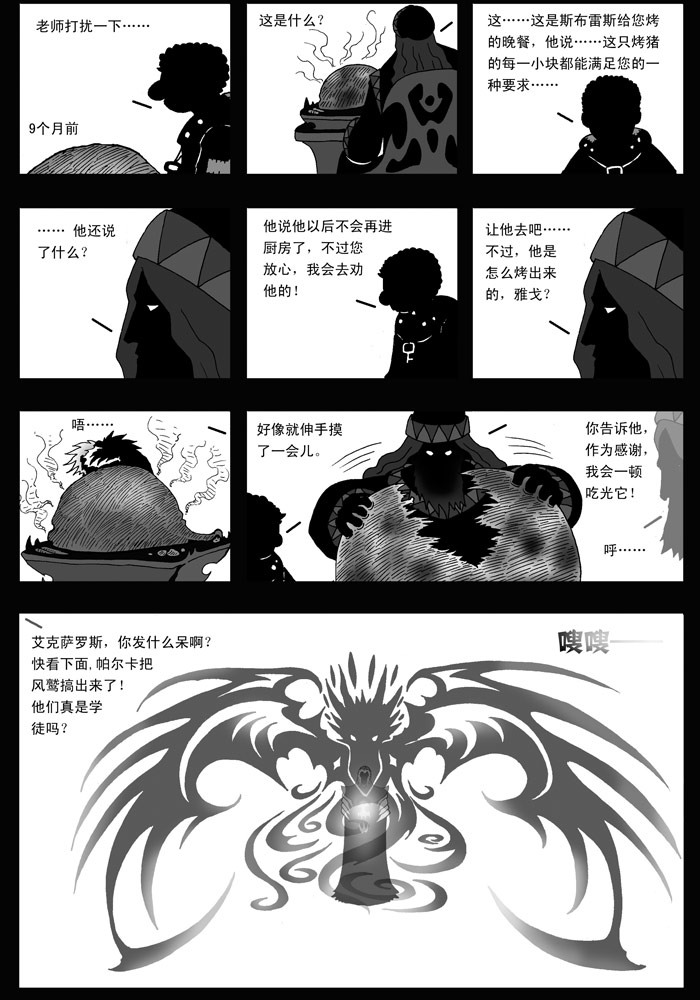 老师打扰一下……
9个月前
这是什么？
这……这是斯布雷斯给您烤
的晚餐，他说……这只烤猪
的每一小块都能满足您的一
种要求……
…… 他还说
了什么？
他说他以后不会再进
厨房了，不过您
放心，我会去劝
他的！
让他去吧……
不过，他是
怎么烤出来
的，雅戈？
唔……
好像就伸手摸
了一会儿。
你告诉他，
作为感谢，
我会一顿
吃光它！
呼……
艾克萨罗斯，你发什么呆啊？
快看下面,帕尔卡把
风鹫搞出来了！
他们真是学
徒吗？
嗖嗖——